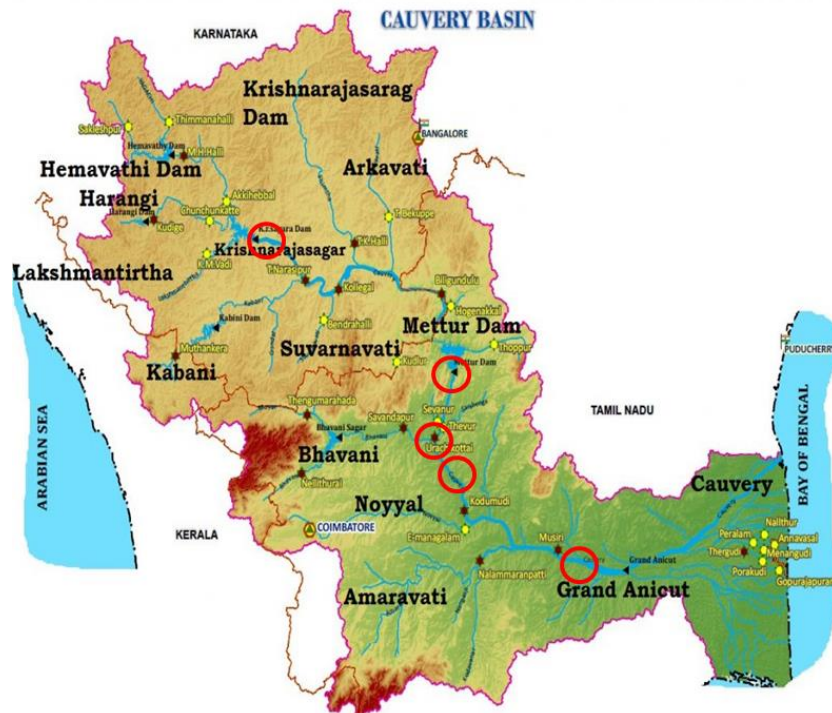 CAUVERY BASIN
KARNATAKA
Krishnarajasarag
Dam
Thimmanahalli
Sakleshpur
BANGALORE
Hemavathy Dam
M.H.Halli
Hemavathi Dam
Arkavati
Harangi
Akkihebbal
Harangi Dam
Chunchunkatte
Kudige
T. Bekuppe
T.K.Halli
Krishnarajasagar
K.M.Vadi
Lakshmantirtha
T.Narasipur
Kollegal
Biligundulu
Hogenakkal
Kabini Dam
Bendrahalli
Mettur Dam
Muthankera
Suvarnavati
Kudlur
Thoppur
PUDUCHERRY
Kabani
Mettur Dam
TAMIL NADU
Thengumarahada
Sevanur
Savandapur
Thevur
Bhavani Sagar
Bhavani
Urachikottai
Bhavani
ARABIAN SEA
BAY OF BENGAL
Nellithurai
Noyyal
Kodumudi
Cauvery
KERALA
COIMBATORE
E-managalam
Musiri
Nallthur
Peralam
Annavasal
Thergudi
Menangudi
Porakudi
Gopurajapuram
Nalammaranpatti
Grand Anicut
Grand Anicut
Amaravati